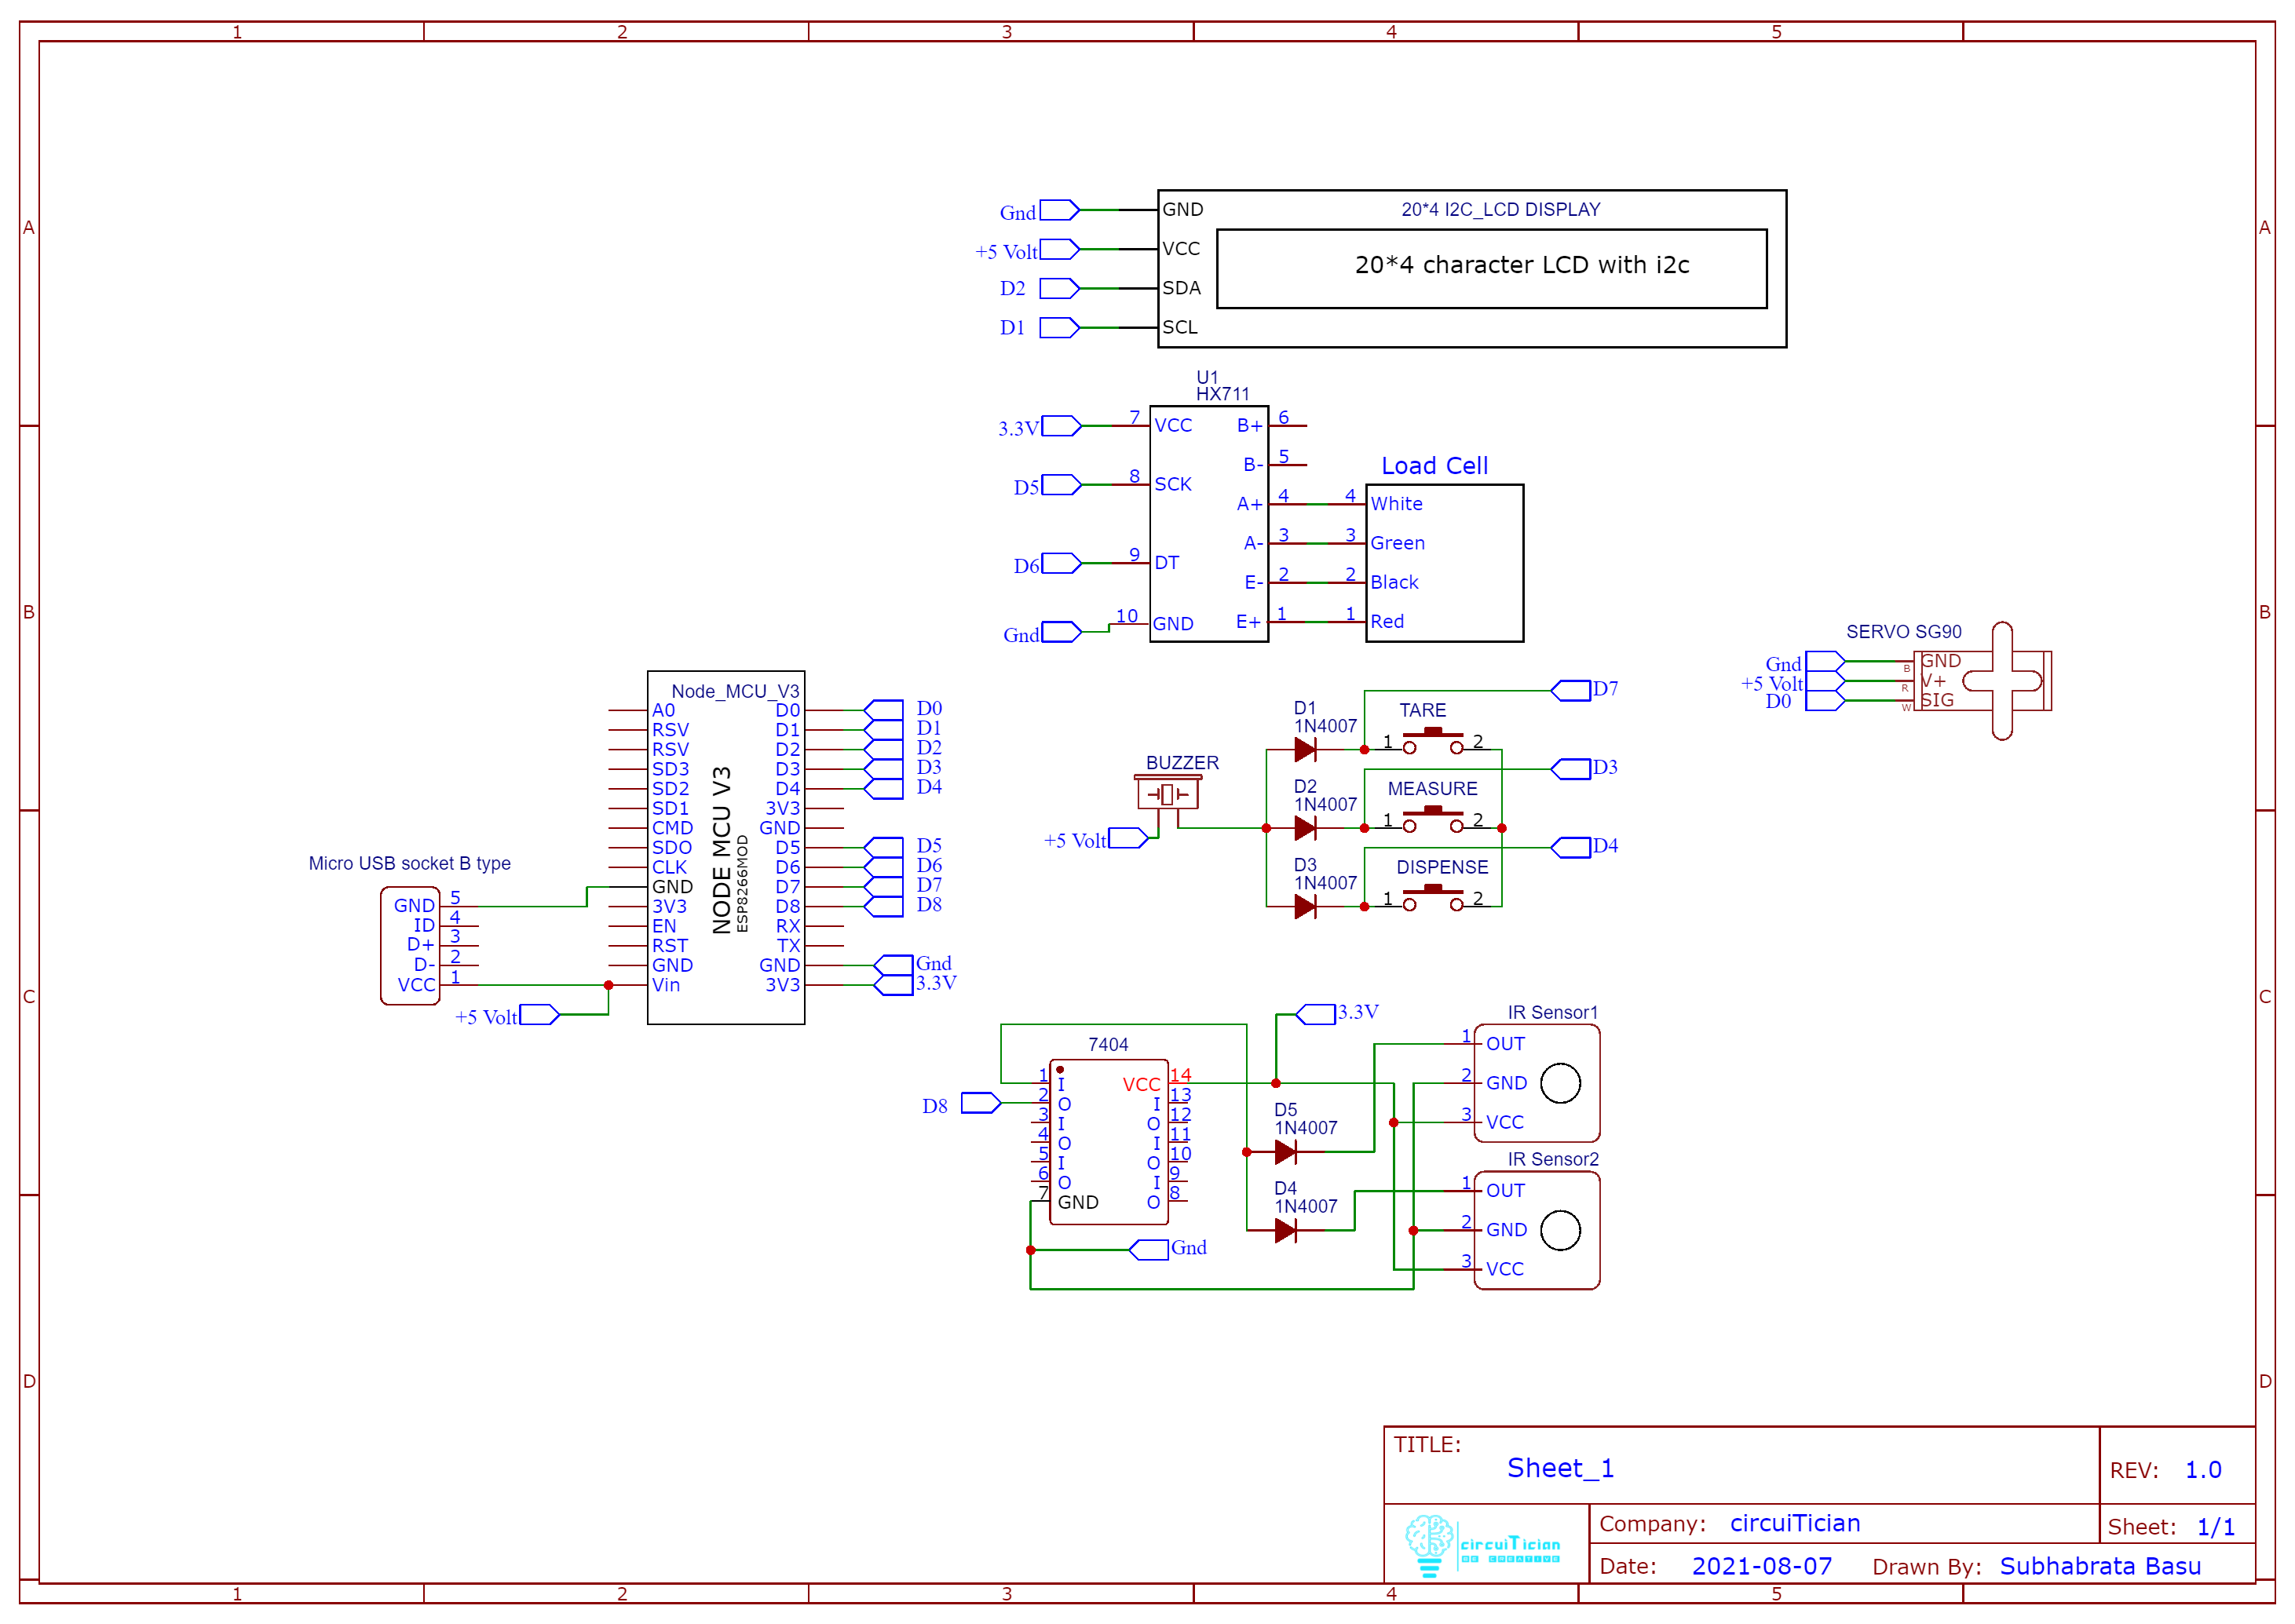 1 2 3 4 5
A A
Gnd GND 20*4 I2C_LCD DISPLAY
+5 Volt VCC 20*4 character LCD with i2c
D2 SDA
D1 SCL
U1
HX711
3.3V 7 VCC B+ 6
B- 5
Load Cell
D5 8 SCK A+ 4 4 White
A- 3 3 Green
D6 9 DT E- 2 2 Black
Gnd 10 GND E+ 1 1 Red
B B
SERVO SG90
Gnd B GND
+5 Volt R V+
D0 W SIG
Node_MCU_V3
A0 D0 D0
RSV D1 D1
RSV D2 D2
SD3 D3 D3
SD2 D4 D4
SD1 3V3
CMD GND
SDO D5 D5
CLK D6 D6
GND D7 D7
3V3 D8 D8
EN RX
RST TX
GND GND Gnd
Vin 3V3 3.3V
NODE MCU V3
ESP8266MOD
Micro USB socket B type
GND 5
ID 4
D+ 3
D- 2
VCC 1
+5 Volt
BUZZER
+5 Volt
D1
1N4007
TARE
1 2
D7
D2
1N4007
MEASURE
1 2
D3
D3
1N4007
DISPENSE
1 2
D4
C C
3.3V
7404
1 I VCC 14
D8 2 O I 13
3 I O 12
4 O I 11
5 I O 10
6 O I 9
7 GND O 8
Gnd
D5
1N4007
D4
1N4007
IR Sensor1
1 OUT
2 GND
3 VCC
IR Sensor2
1 OUT
2 GND
3 VCC
D D
TITLE:
Sheet_1
REV: 1.0
circuiTician
BE CREATIVE
Company: circuiTician
Sheet: 1/1
Date: 2021-08-07 Drawn By: Subhabrata Basu
1 2 3 4 5